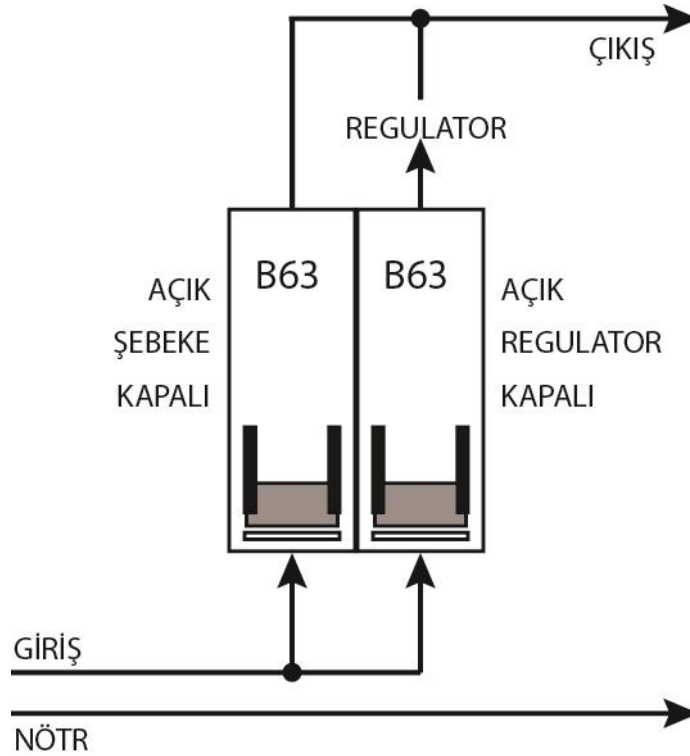 ÇIKIŞ
REGULATOR
B63
B63
AÇIK
ŞEBEKE
KAPALI
AÇIK
REGULATOR
KAPALI
GİRİŞ
NÖTR